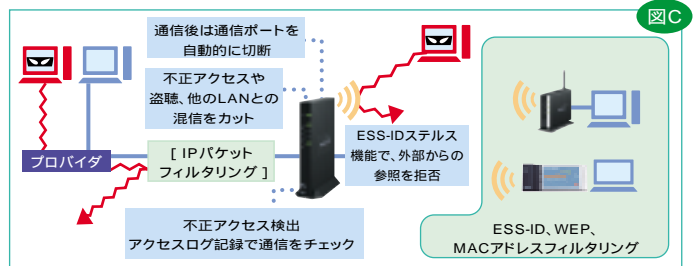 図C
通信後は通信ポートを
自動的に切断
不正アクセスや
盗聴、他のLANとの
混信をカット
プロバイダ
[ IPパケット
フィルタリング ]
ESS-IDステルス
機能で、外部からの
参照を拒否
不正アクセス検出
アクセスログ記録で通信をチェック
ESS-ID、WEP、
MACアドレスフィルタリング